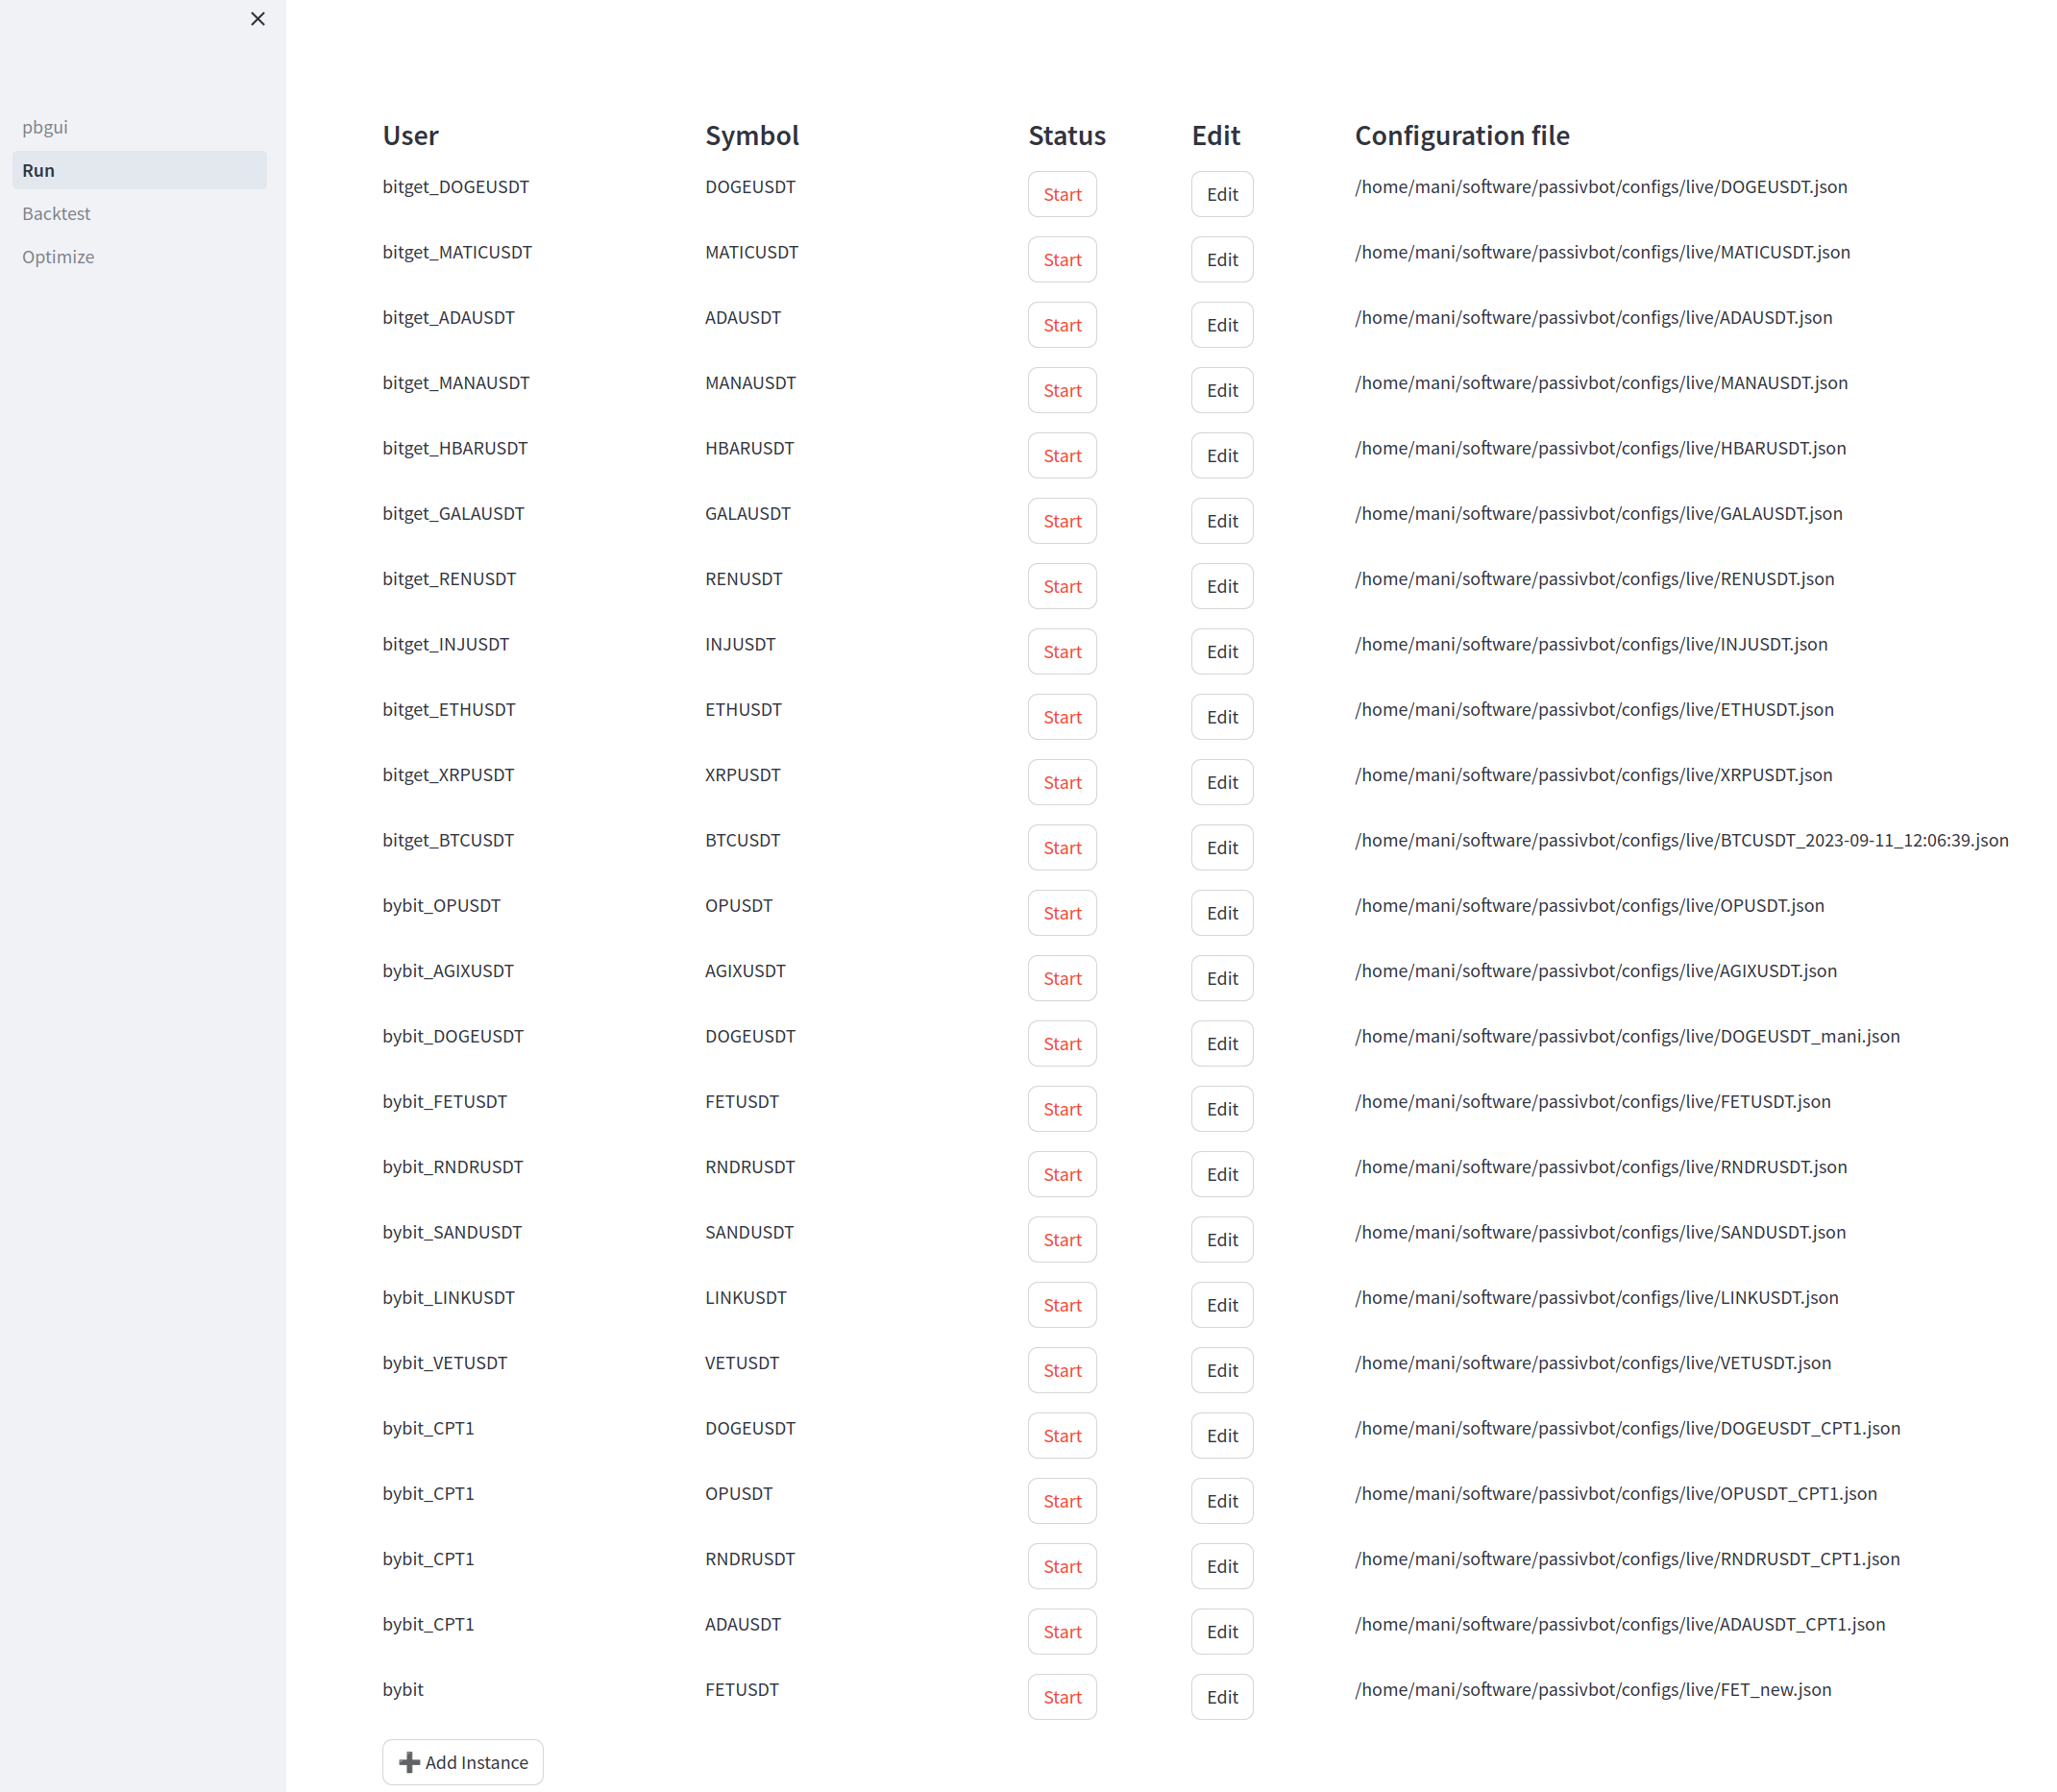 pbgui
Run
Backtest
Optimize
User Symbol Status Edit Configuration file
bitget_DOGEUSDT DOGEUSDT Start Edit /home/mani/software/passivbot/configs/live/DOGEUSDT.json
bitget_MATICUSDT MATICUSDT Start Edit /home/mani/software/passivbot/configs/live/MATICUSDT.json
bitget_ADAUSDT ADAUSDT Start Edit /home/mani/software/passivbot/configs/live/ADAUSDT.json
bitget_MANAUSDT MANAUSDT Start Edit /home/mani/software/passivbot/configs/live/MANAUSDT.json
bitget_HBARUSDT HBARUSDT Start Edit /home/mani/software/passivbot/configs/live/HBARUSDT.json
bitget_GALAUSDT GALAUSDT Start Edit /home/mani/software/passivbot/configs/live/GALAUSDT.json
bitget_RENUSDT RENUSDT Start Edit /home/mani/software/passivbot/configs/live/RENUSDT.json
bitget_INJUSDT INJUSDT Start Edit /home/mani/software/passivbot/configs/live/INJUSDT.json
bitget_ETHUSDT ETHUSDT Start Edit /home/mani/software/passivbot/configs/live/ETHUSDT.json
bitget_XRPUSDT XRPUSDT Start Edit /home/mani/software/passivbot/configs/live/XRPUSDT.json
bitget_BTCUSDT BTCUSDT Start Edit /home/mani/software/passivbot/configs/live/BTCUSDT_2023-09-11_12:06:39.json
bybit_OPUSDT OPUSDT Start Edit /home/mani/software/passivbot/configs/live/OPUSDT.json
bybit_AGIXUSDT AGIXUSDT Start Edit /home/mani/software/passivbot/configs/live/AGIXUSDT.json
bybit_DOGEUSDT DOGEUSDT Start Edit /home/mani/software/passivbot/configs/live/DOGEUSDT_mani.json
bybit_FETUSDT FETUSDT Start Edit /home/mani/software/passivbot/configs/live/FETUSDT.json
bybit_RNDRUSDT RNDRUSDT Start Edit /home/mani/software/passivbot/configs/live/RNDRUSDT.json
bybit_SANDUSDT SANDUSDT Start Edit /home/mani/software/passivbot/configs/live/SANDUSDT.json
bybit_LINKUSDT LINKUSDT Start Edit /home/mani/software/passivbot/configs/live/LINKUSDT.json
bybit_VETUSDT VETUSDT Start Edit /home/mani/software/passivbot/configs/live/VETUSDT.json
bybit_CPT1 DOGEUSDT Start Edit /home/mani/software/passivbot/configs/live/DOGEUSDT_CPT1.json
bybit_CPT1 OPUSDT Start Edit /home/mani/software/passivbot/configs/live/OPUSDT_CPT1.json
bybit_CPT1 RNDRUSDT Start Edit /home/mani/software/passivbot/configs/live/RNDRUSDT_CPT1.json
bybit_CPT1 ADAUSDT Start Edit /home/mani/software/passivbot/configs/live/ADAUSDT_CPT1.json
bybit FETUSDT Start Edit /home/mani/software/passivbot/configs/live/FET_new.json
➕ Add Instance